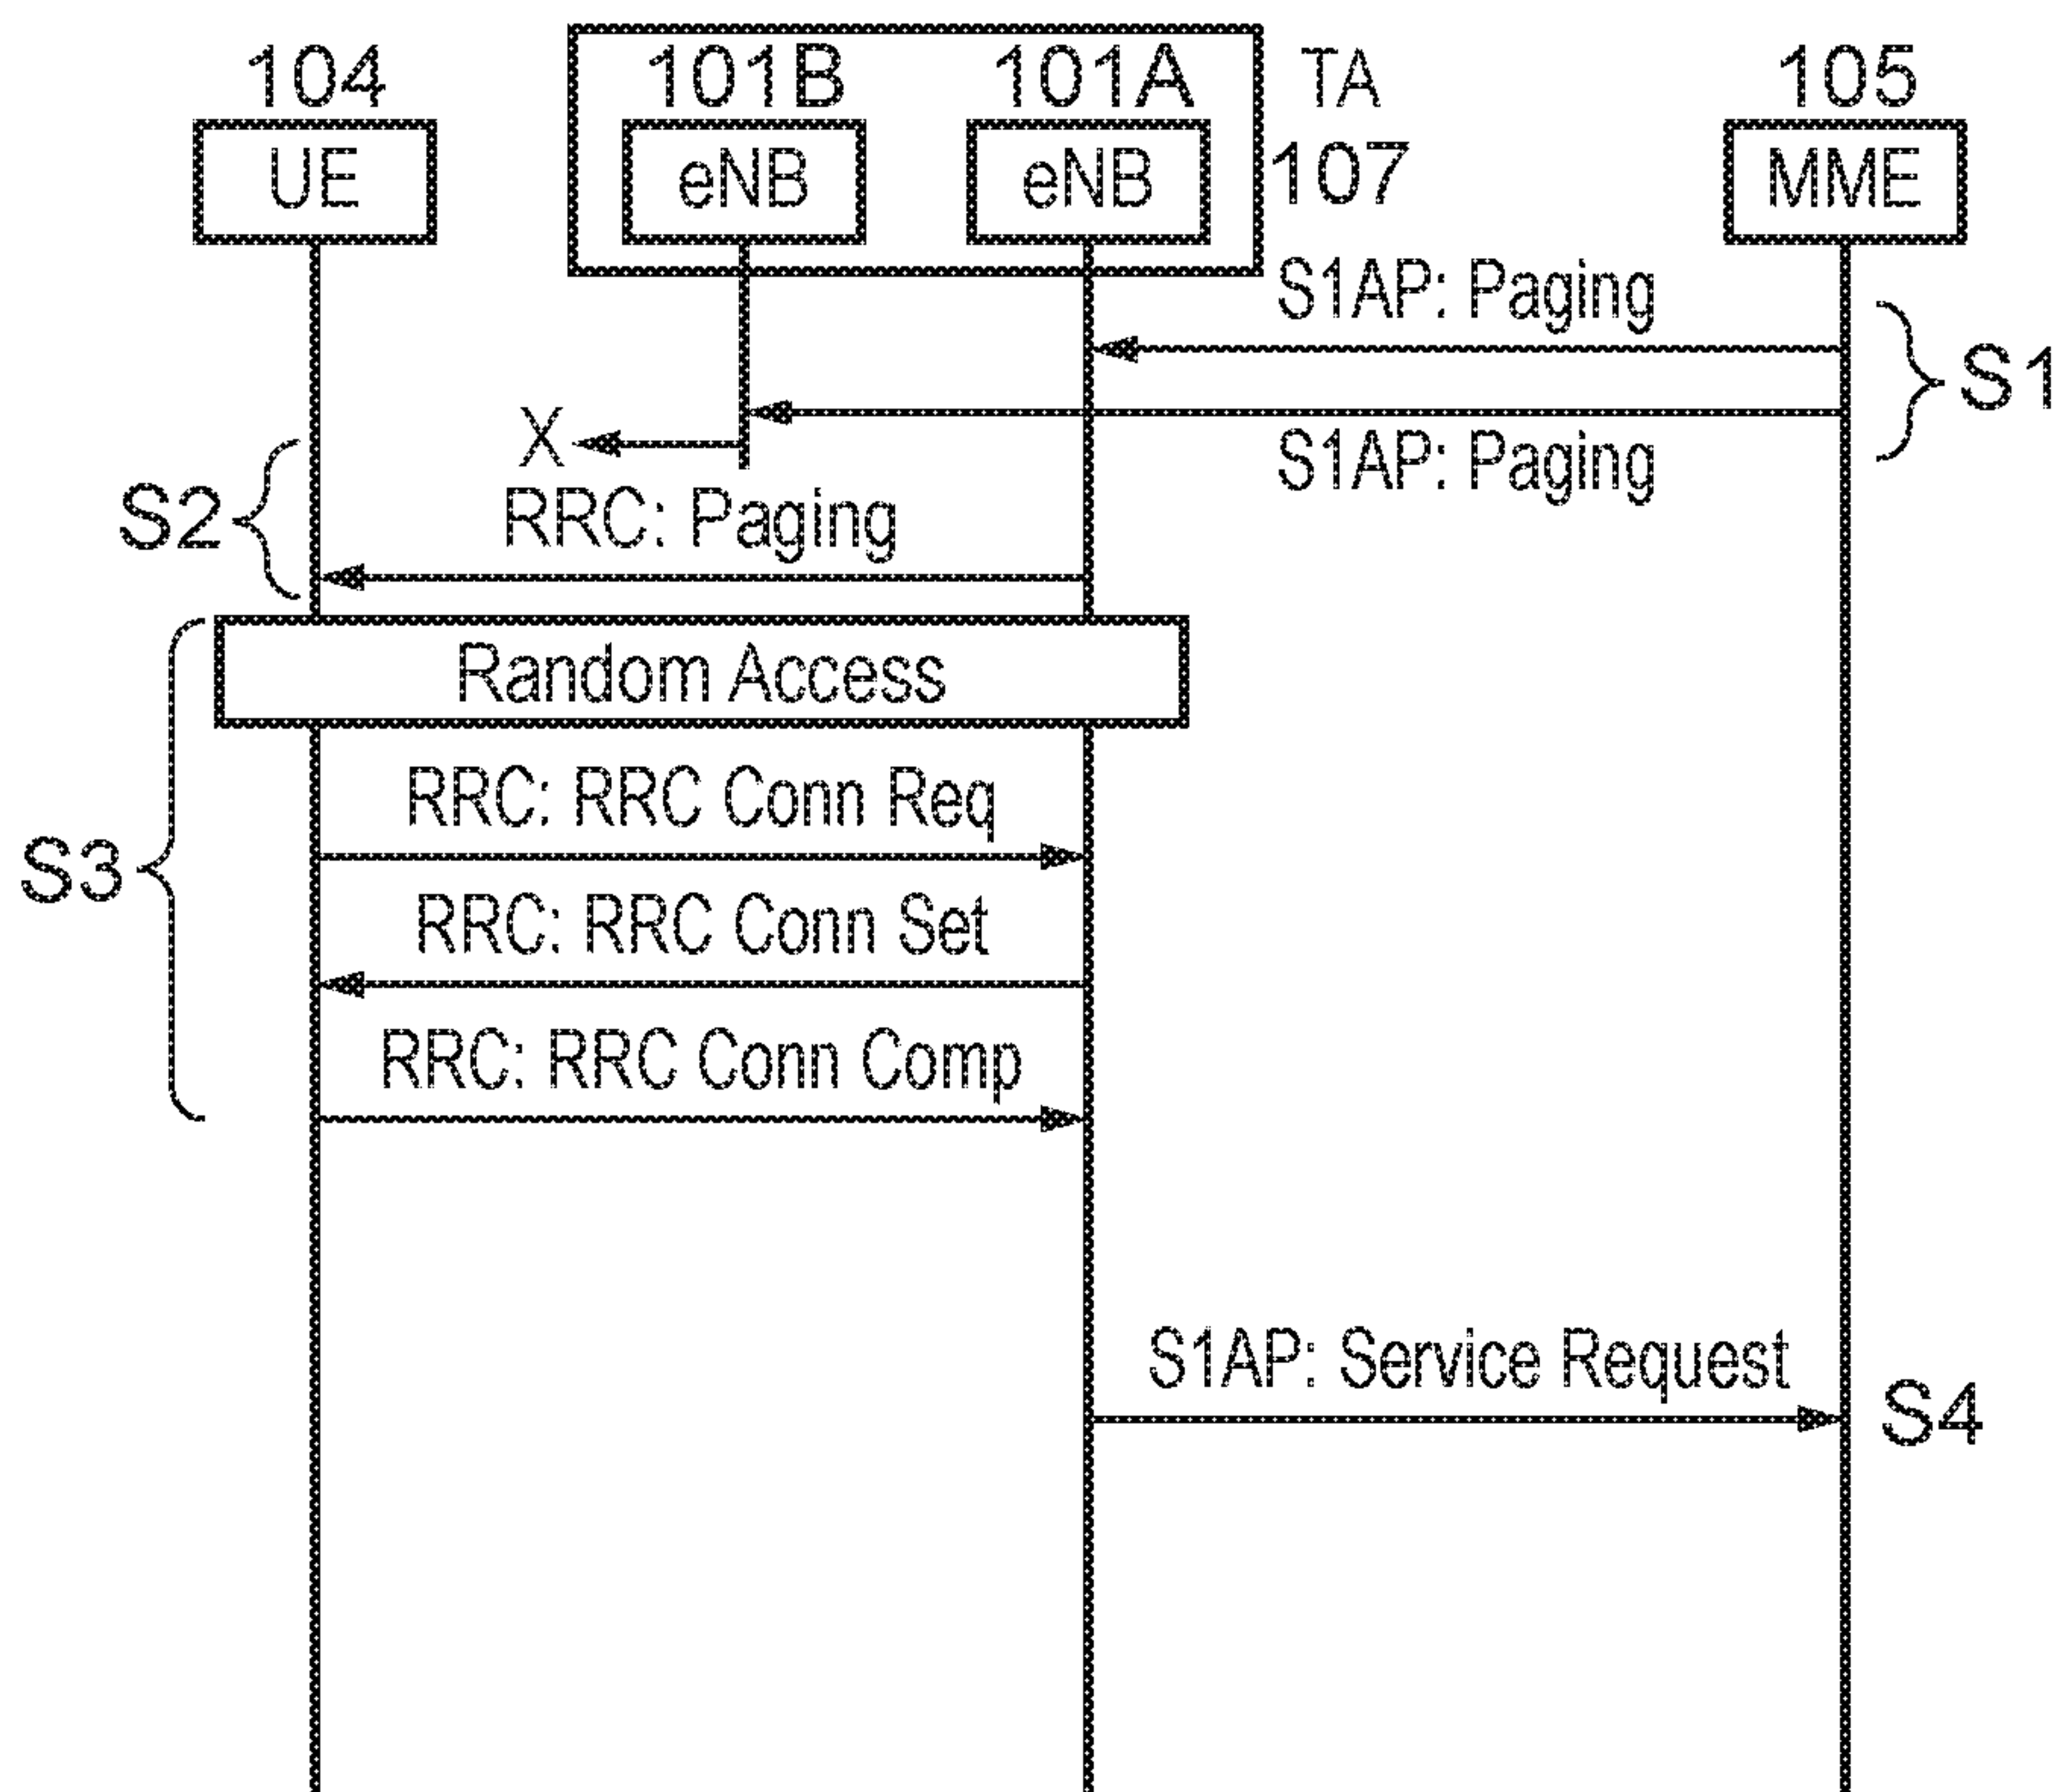 104
101B
101A
TA
105
UE
eNB
eNB
107
MME
S1AP: Paging
S1
X
S1AP: Paging
S2
RRC: Paging
Random Access
RRC: RRC Conn Req
S3
RRC: RRC Conn Set
RRC: RRC Conn Comp
S1AP: Service Request
S4